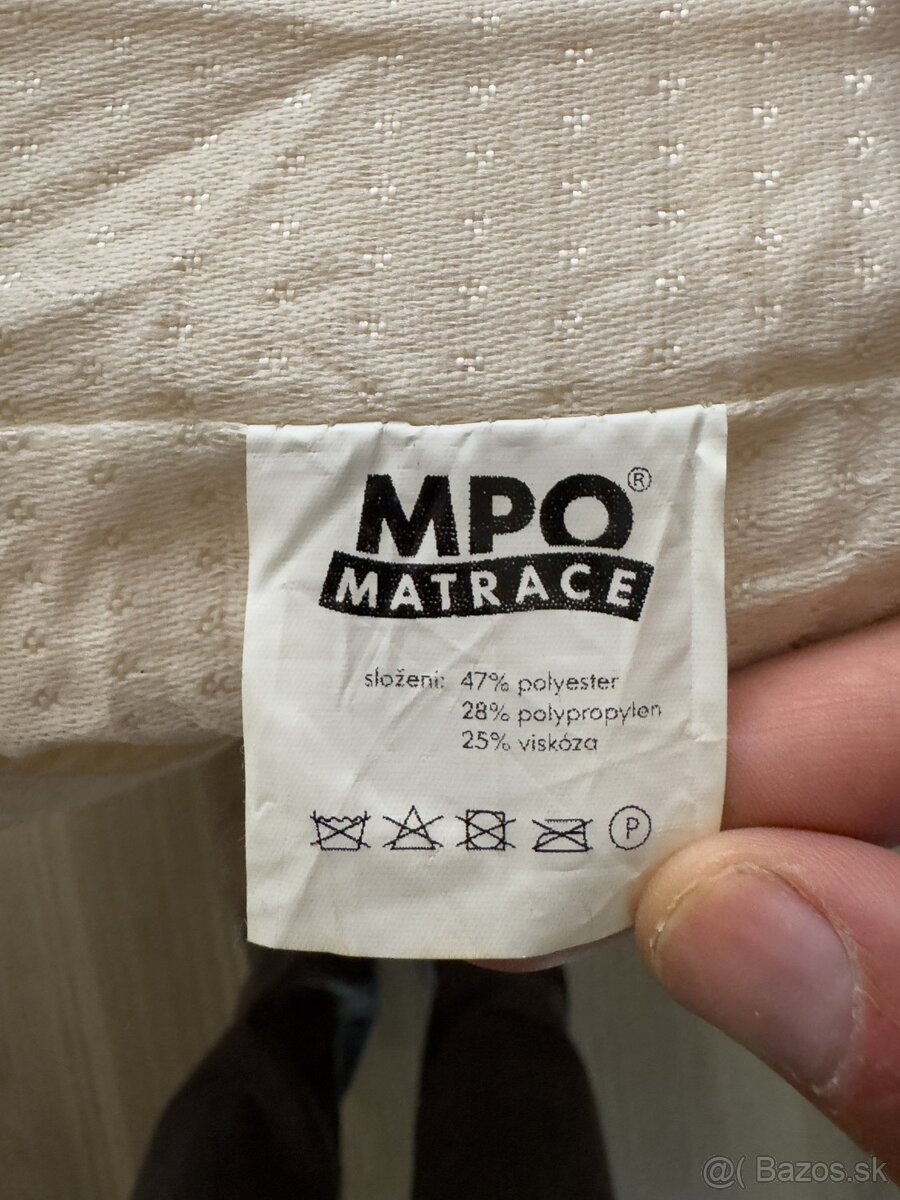 MPO®
MATRACE
složení: 47% polyester
28% polypropylen
25% viskóza
P
@( Bazos.sk